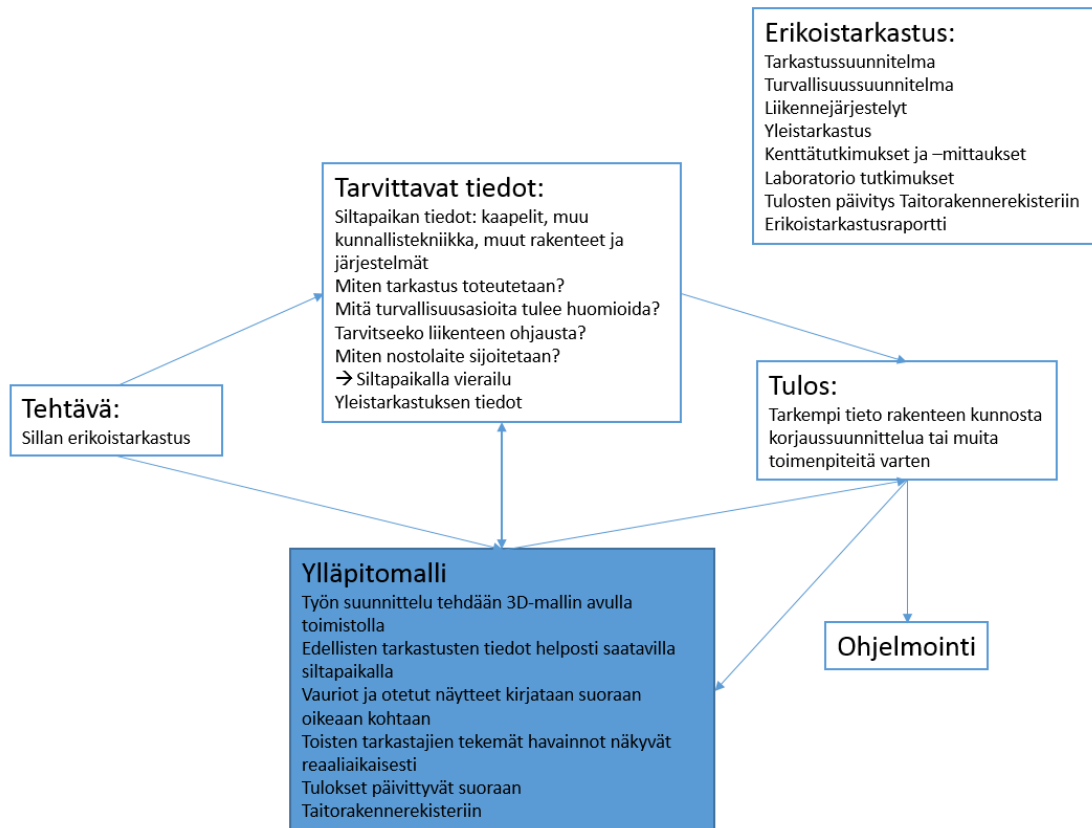 Erikoistarkastus:
Tarkastussuunnitelma
Turvallisuussuunnitelma
Liikennejärjestelyt
Yleistarkastus
Kenttätutkimukset ja –mittaukset
Laboratorio tutkimukset
Tulosten päivitys Taitorakennerekisteriin
Erikoistarkastusraportti
Tarvittavat tiedot:
Siltapaikan tiedot: kaapelit, muu
kunnallistekniikka, muut rakenteet ja
järjestelmät
Miten tarkastus toteutetaan?
Mitä turvallisuusasioita tulee huomioida?
Tarvitseeko liikenteen ohjausta?
Miten nostolaite sijoitetaan?
→ Siltapaikalla vierailu
Yleistarkastuksen tiedot
Tehtävä:
Sillan erikoistarkastus
Tulos:
Tarkempi tieto rakenteen kunnosta
korjaussuunnittelua tai muita
toimenpiteitä varten
Ylläpitomalli
Työn suunnittelu tehdään 3D-mallin avulla
toimistolla
Edellisten tarkastusten tiedot helposti saatavilla
siltapaikalla
Vauriot ja otetut näytteet kirjataan suoraan
oikeaan kohtaan
Toisten tarkastajien tekemät havainnot näkyvät
reaaliaikaisesti
Tulokset päivittyvät suoraan
Taitorakennerekisteriin
Ohjelmointi